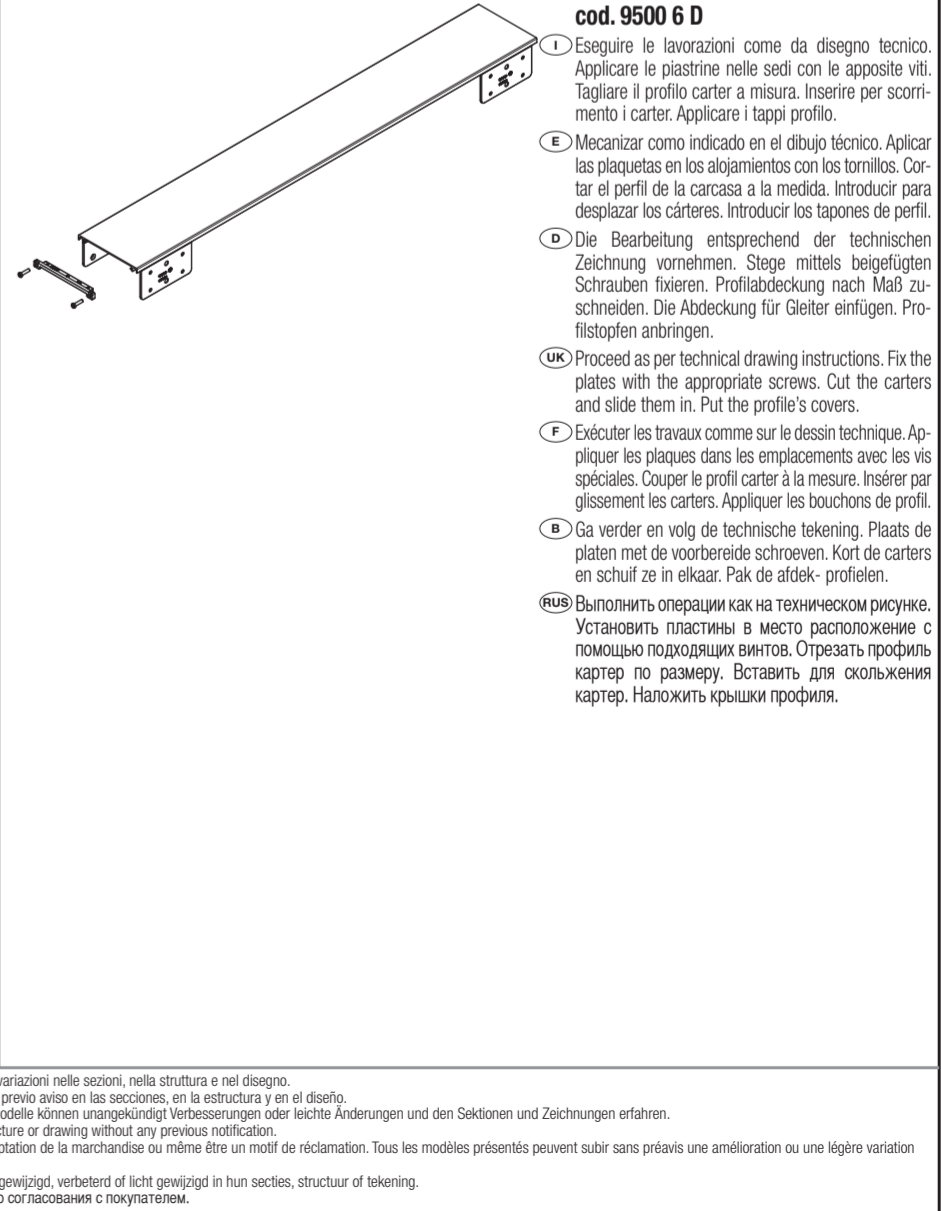 cod. 9500 6 D
I Eseguire le lavorazioni come da disegno tecnico.
Applicare le piastrine nelle sedi con le apposite viti.
Tagliare il profilo carter a misura. Inserire per scorri-
mento i carter. Applicare i tappi profilo.
E Mecanizar como indicado en el dibujo técnico. Aplicar
las plaquetas en los alojamientos con los tornillos. Cor-
tar el perfil de la carcasa a la medida. Introducir para
desplazar los cárteres. Introducir los tapones de perfil.
D Die Bearbeitung entsprechend der technischen
Zeichnung vornehmen. Stege mittels beigefügten
Schrauben fixieren. Profilabdeckung nach Maß zu-
schneiden. Die Abdeckung für Gleiter einfügen. Pro-
filstopfen anbringen.
UK Proceed as per technical drawing instructions. Fix the
plates with the appropriate screws. Cut the carters
and slide them in. Put the profile's covers.
F Exécuter les travaux comme sur le dessin technique. Ap-
pliquer les plaques dans les emplacements avec les vis
spéciales. Couper le profil carter à la mesure. Insérer par
glissement les carters. Appliquer les bouchons de profil.
B Ga verder en volg de technische tekening. Plaats de
platen met de voorbereide schroeven. Kort de carters
en schuif ze in elkaar. Pak de afdek- profielen.
RUS Выполнить операции как на техническом рисунке.
Установить пластины в место расположение с
помощью подходящих винтов. Отрезать профиль
картер по размеру. Вставить для скольжения
картер. Наложить крышки профиля.
variazioni nelle sezioni, nella struttura e nel disegno.
previo aviso en las secciones, en la estructura y en el diseño.
odelle können unangekündigt Verbesserungen oder leichte Änderungen und den Sektionen und Zeichnungen erfahren.
cture or drawing without any previous notification.
ptation de la marchandise ou même être un motif de réclamation. Tous les modèles présentés peuvent subir sans préavis une amélioration ou une légère variation
gewijzigd, verbeterd of licht gewijzigd in hun secties, structuur of tekening.
о согласования с покупателем.